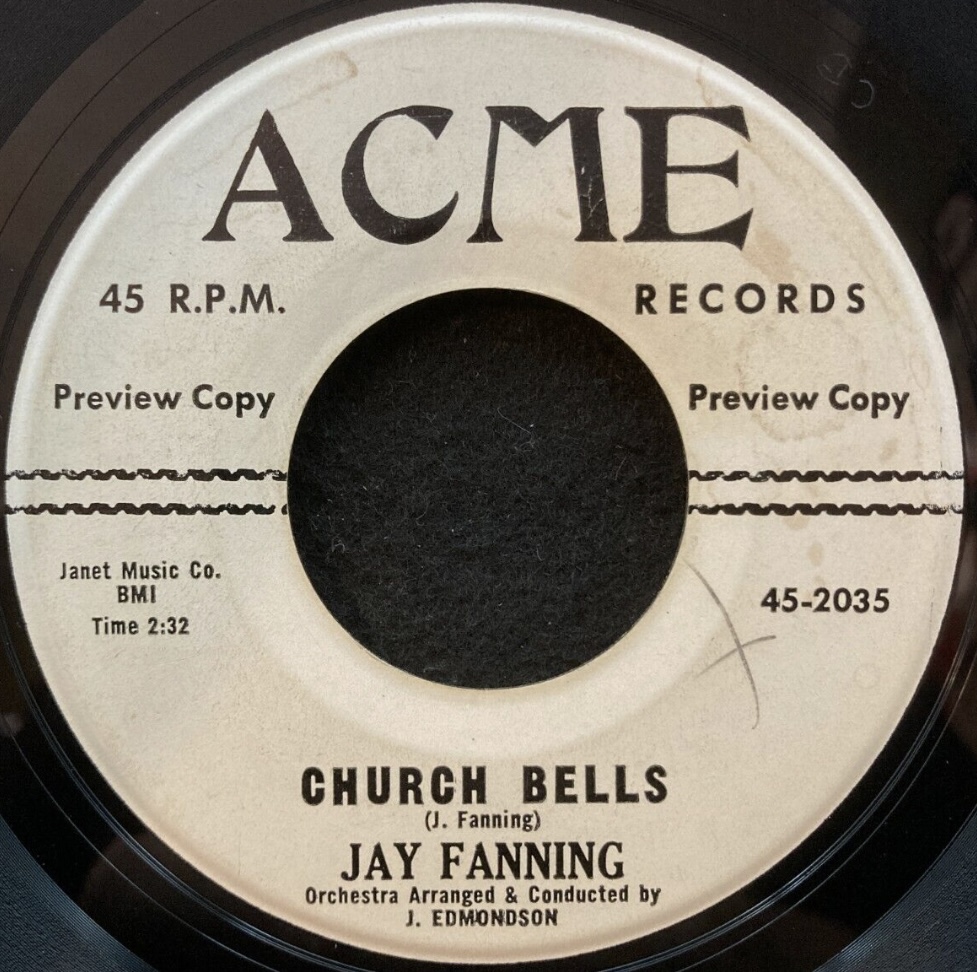 ACME
45 R.P.M. RECORDS
Preview Copy Preview Copy
Janet Music Co.
BMI
Time 2:32
45-2035
CHURCH BELLS
(J. Fanning)
JAY FANNING
Orchestra Arranged & Conducted by
J. EDMONDSON